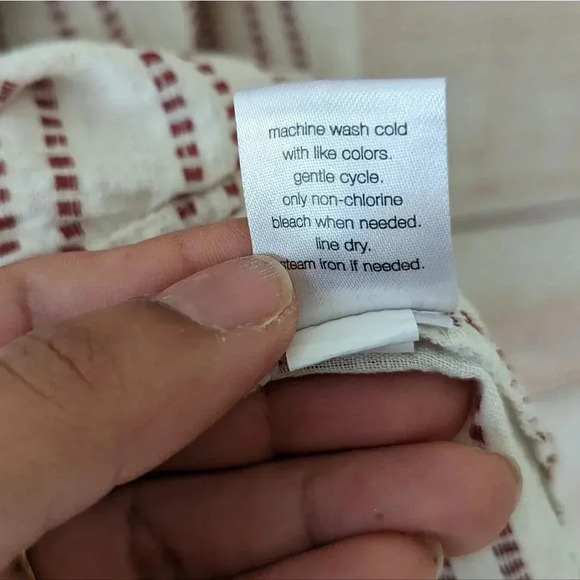 machine wash cold
with like colors.
gentle cycle.
only non-chlorine
bleach when needed.
line dry.
steam iron if needed.